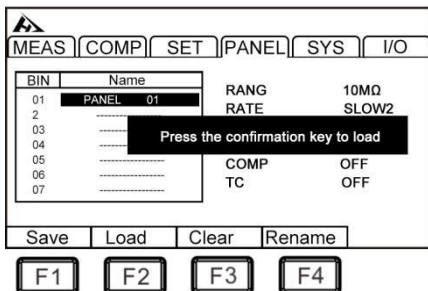 MEAS COMP SET PANEL SYS I/O
BIN Name
01 PANEL 01
2 --------------
03 --------------
04 --------------
05 --------------
06 --------------
07 --------------
RANG 10MΩ
RATE SLOW2
Press the confirmation key to load
COMP OFF
TC OFF
Save Load Clear Rename
F1 F2 F3 F4